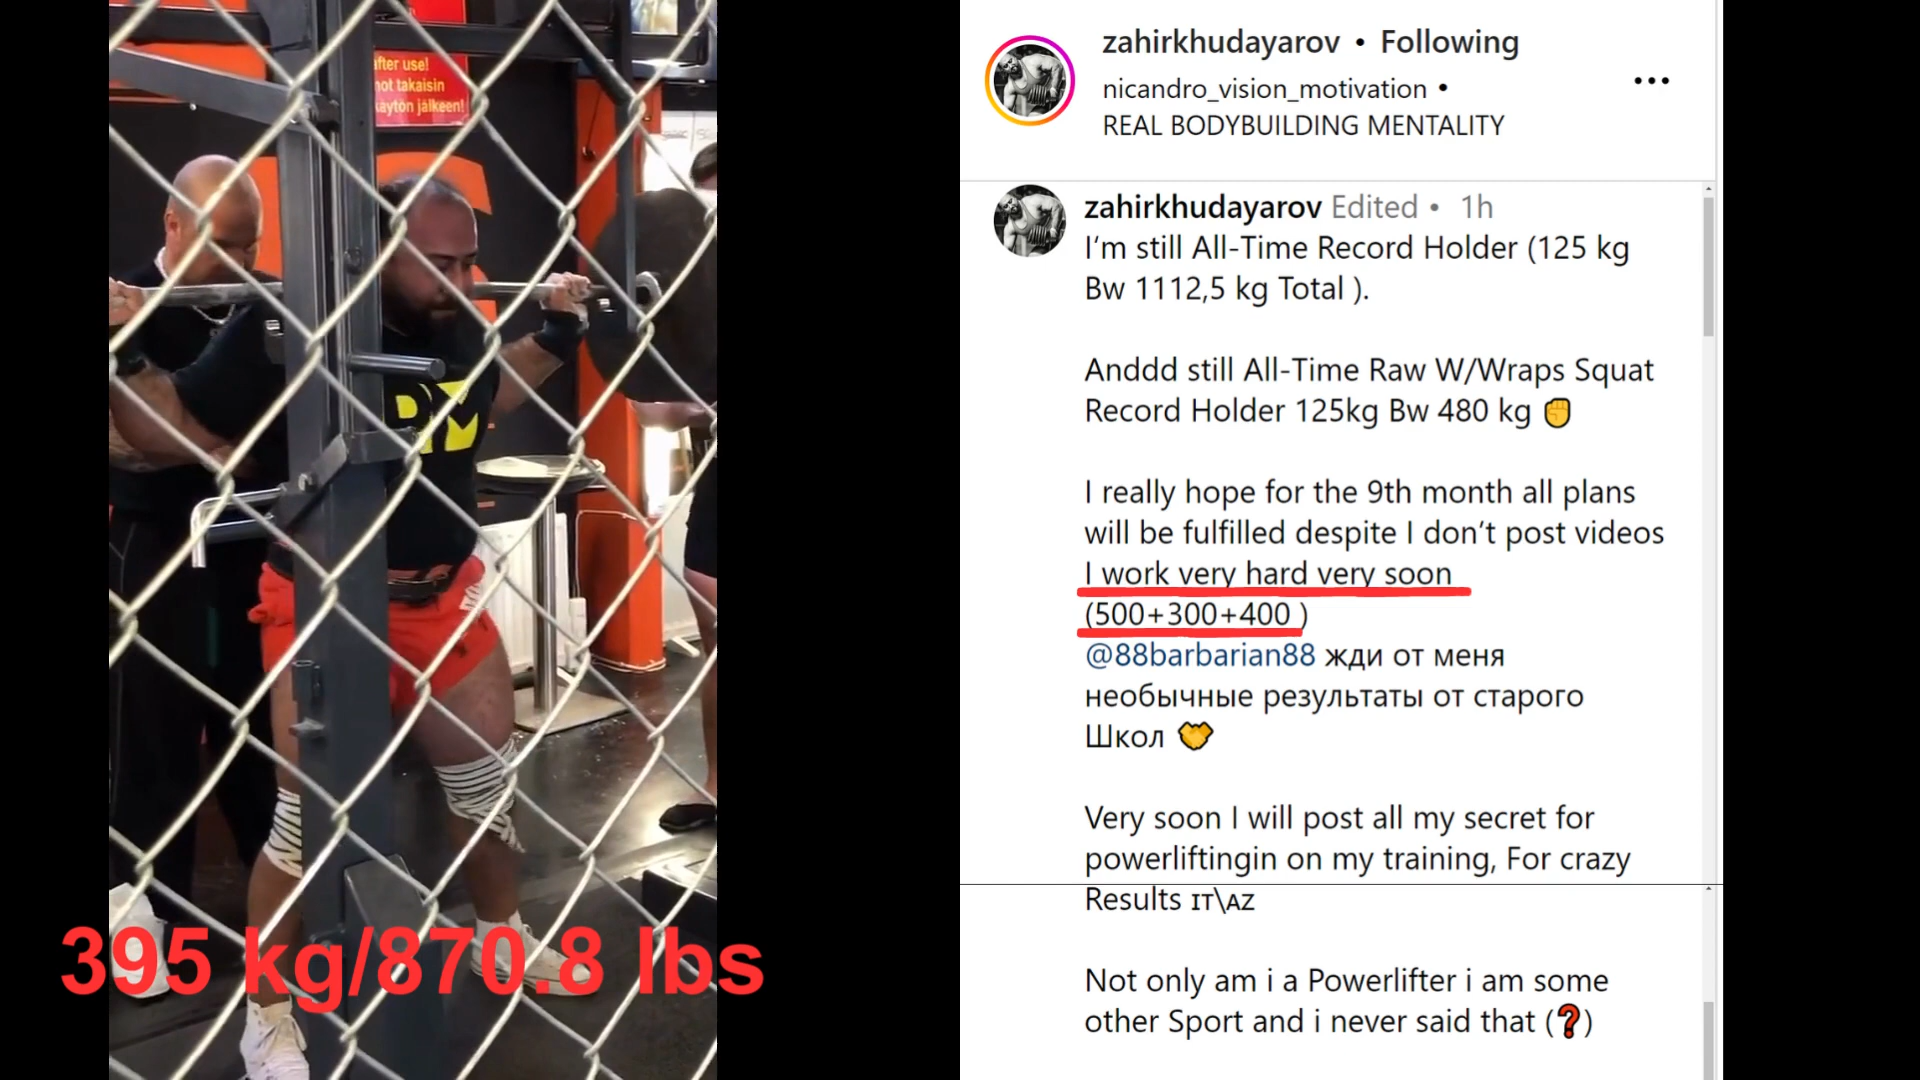 after use!
not takaisin
käytön jälkeen!
395 kg/870.8 lbs
zahirkhudayarov • Following
nicandro_vision_motivation •
REAL BODYBUILDING MENTALITY
zahirkhudayarov Edited • 1h
I'm still All-Time Record Holder (125 kg
Bw 1112,5 kg Total ).
Anddd still All-Time Raw W/Wraps Squat
Record Holder 125kg Bw 480 kg ✊
I really hope for the 9th month all plans
will be fulfilled despite I don't post videos
I work very hard very soon
(500+300+400 )
@88barbarian88 жди от меня
необычные результаты от старого
Школ 🤝
Very soon I will post all my secret for
powerliftingin on my training, For crazy
Results ɪᴛ\ᴀᴢ
Not only am i a Powerlifter i am some
other Sport and i never said that (❓)